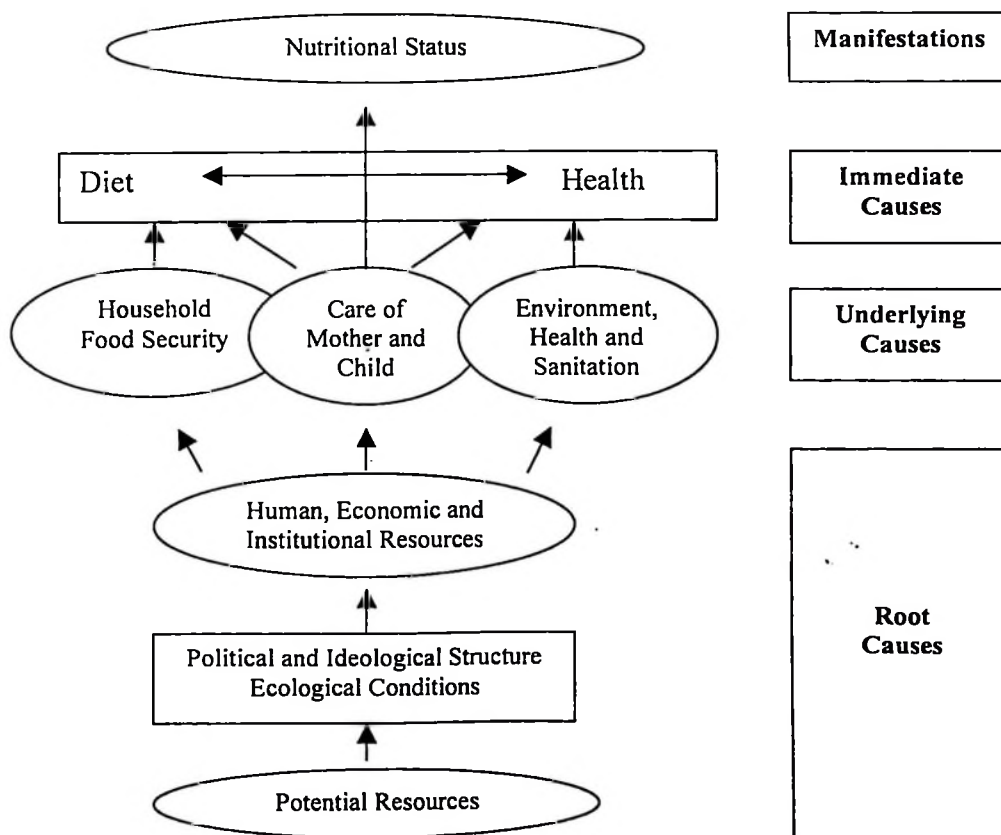 Nutritional Status
Manifestations
Diet
Health
Immediate
Causes
Household
Food Security
Care of
Mother and
Child
Environment,
Health and
Sanitation
Underlying
Causes
Human, Economic and
Institutional Resources
Political and Ideological Structure
Ecological Conditions
Potential Resources
Root
Causes